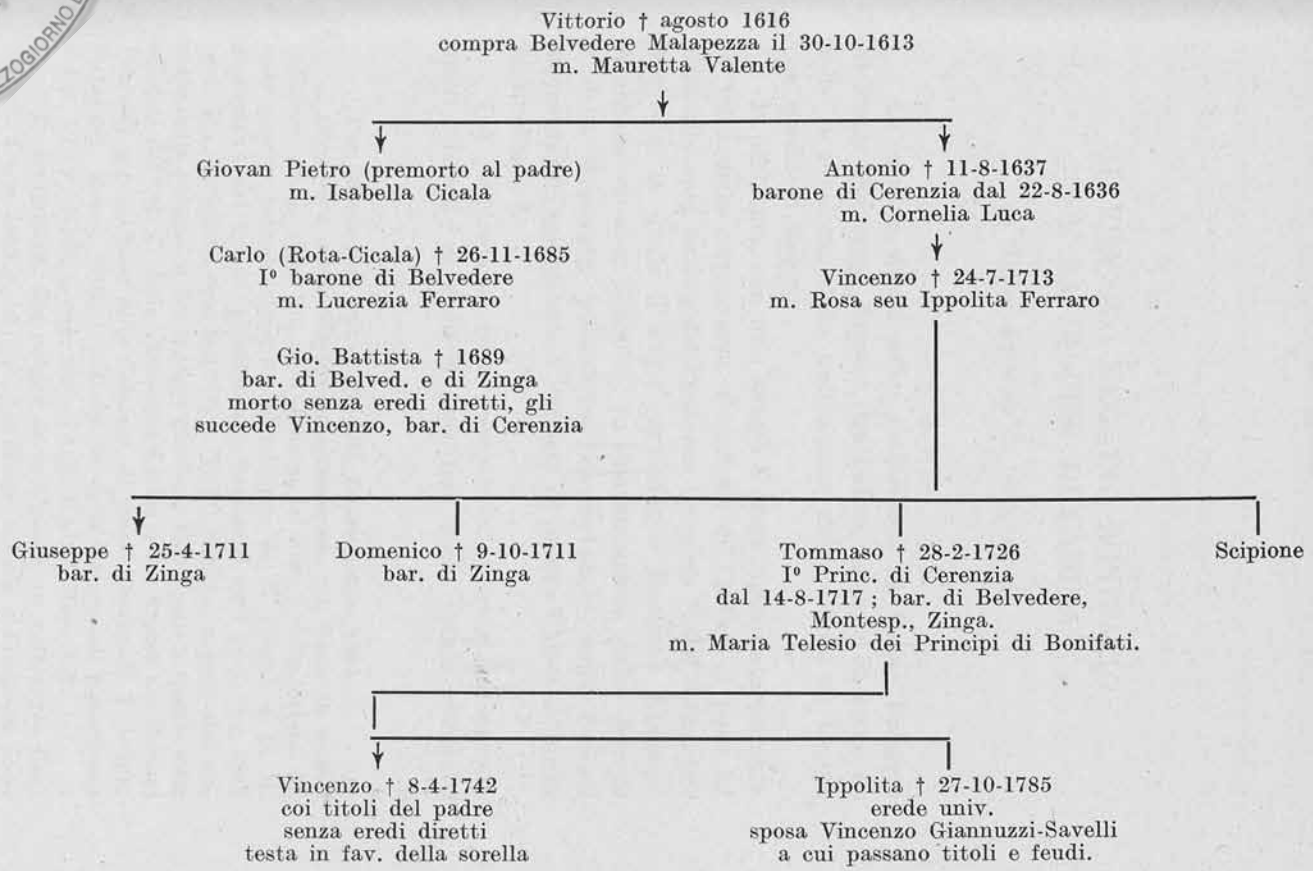 ZOGIORNO
Vittorio † agosto 1616
compra Belvedere Malapezza il 30-10-1613
m. Mauretta Valente
Giovan Pietro (premorto al padre)
m. Isabella Cicala
Antonio † 11-8-1637
barone di Cerenzia dal 22-8-1636
m. Cornelia Luca
Carlo (Rota-Cicala) † 26-11-1685
I⁰ barone di Belvedere
m. Lucrezia Ferraro
Vincenzo † 24-7-1713
m. Rosa seu Ippolita Ferraro
Gio. Battista † 1689
bar. di Belved. e di Zinga
morto senza eredi diretti, gli
succede Vincenzo, bar. di Cerenzia
Giuseppe † 25-4-1711
bar. di Zinga
Domenico † 9-10-1711
bar. di Zinga
Tommaso † 28-2-1726
I⁰ Princ. di Cerenzia
dal 14-8-1717 ; bar. di Belvedere,
Montesp., Zinga.
m. Maria Telesio dei Principi di Bonifati.
Scipione
Vincenzo † 8-4-1742
coi titoli del padre
senza eredi diretti
testa in fav. della sorella
Ippolita † 27-10-1785
erede univ.
sposa Vincenzo Giannuzzi-Savelli
a cui passano titoli e feudi.